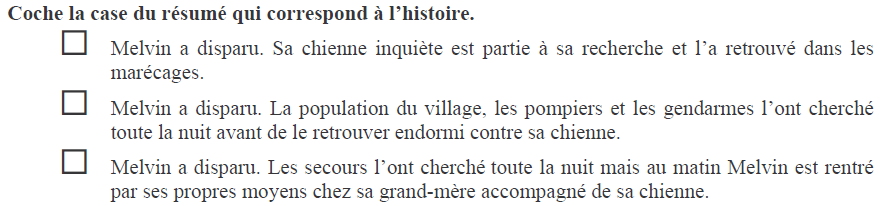 Coche la case du résumé qui correspond à l’histoire.
Melvin a disparu. Sa chienne inquiète est partie à sa recherche et l’a retrouvé dans les
marécages.
Melvin a disparu. La population du village, les pompiers et les gendarmes l’ont cherché
toute la nuit avant de le retrouver endormi contre sa chienne.
Melvin a disparu. Les secours l’ont cherché toute la nuit mais au matin Melvin est rentré
par ses propres moyens chez sa grand-mère accompagné de sa chienne.